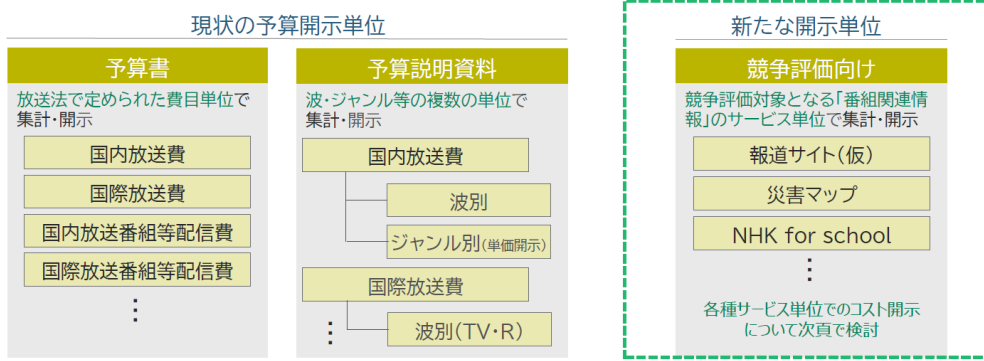 現状の予算開示単位
予算書
放送法で定められた費目単位で
集計・開示
国内放送費
国際放送費
国内放送番組等配信費
国際放送番組等配信費
⋮
予算説明資料
波・ジャンル等の複数の単位で
集計・開示
国内放送費
波別
ジャンル別(単価開示)
国際放送費
⋮
波別(TV・R)
新たな開示単位
競争評価向け
競争評価対象となる「番組関連情
報」のサービス単位で集計・開示
報道サイト(仮)
災害マップ
NHK for school
⋮
各種サービス単位でのコスト開示
について次頁で検討